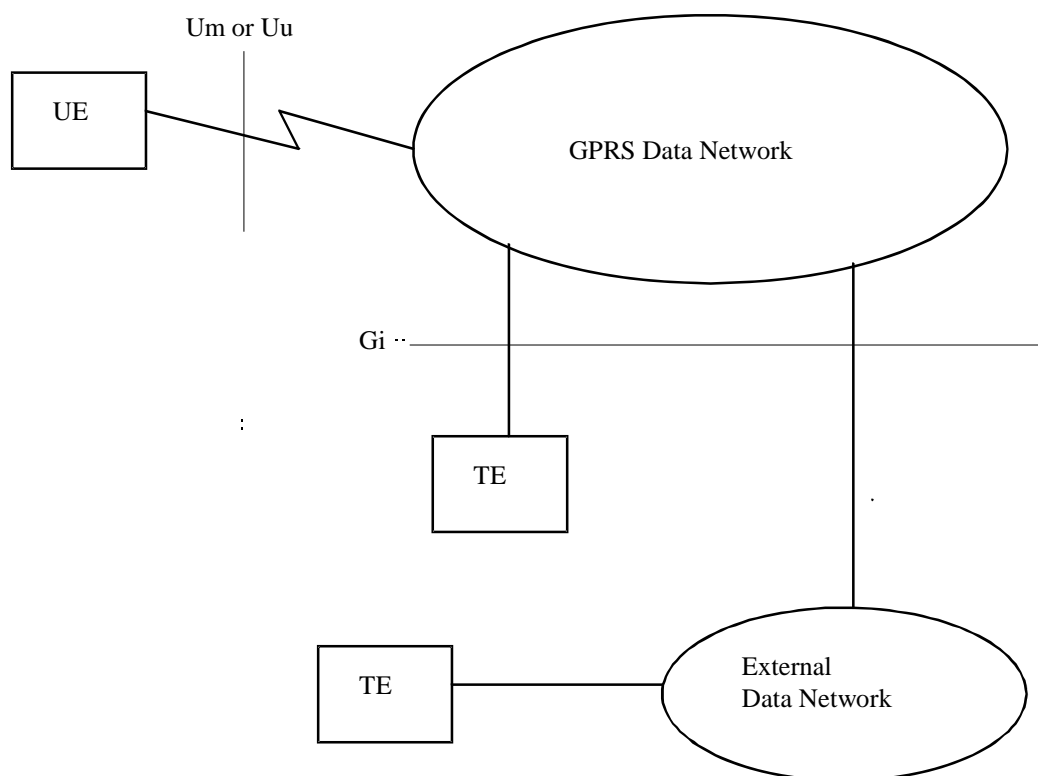 Um or Uu
UE
GPRS Data Network
Gi
TE
TE
External
Data Network